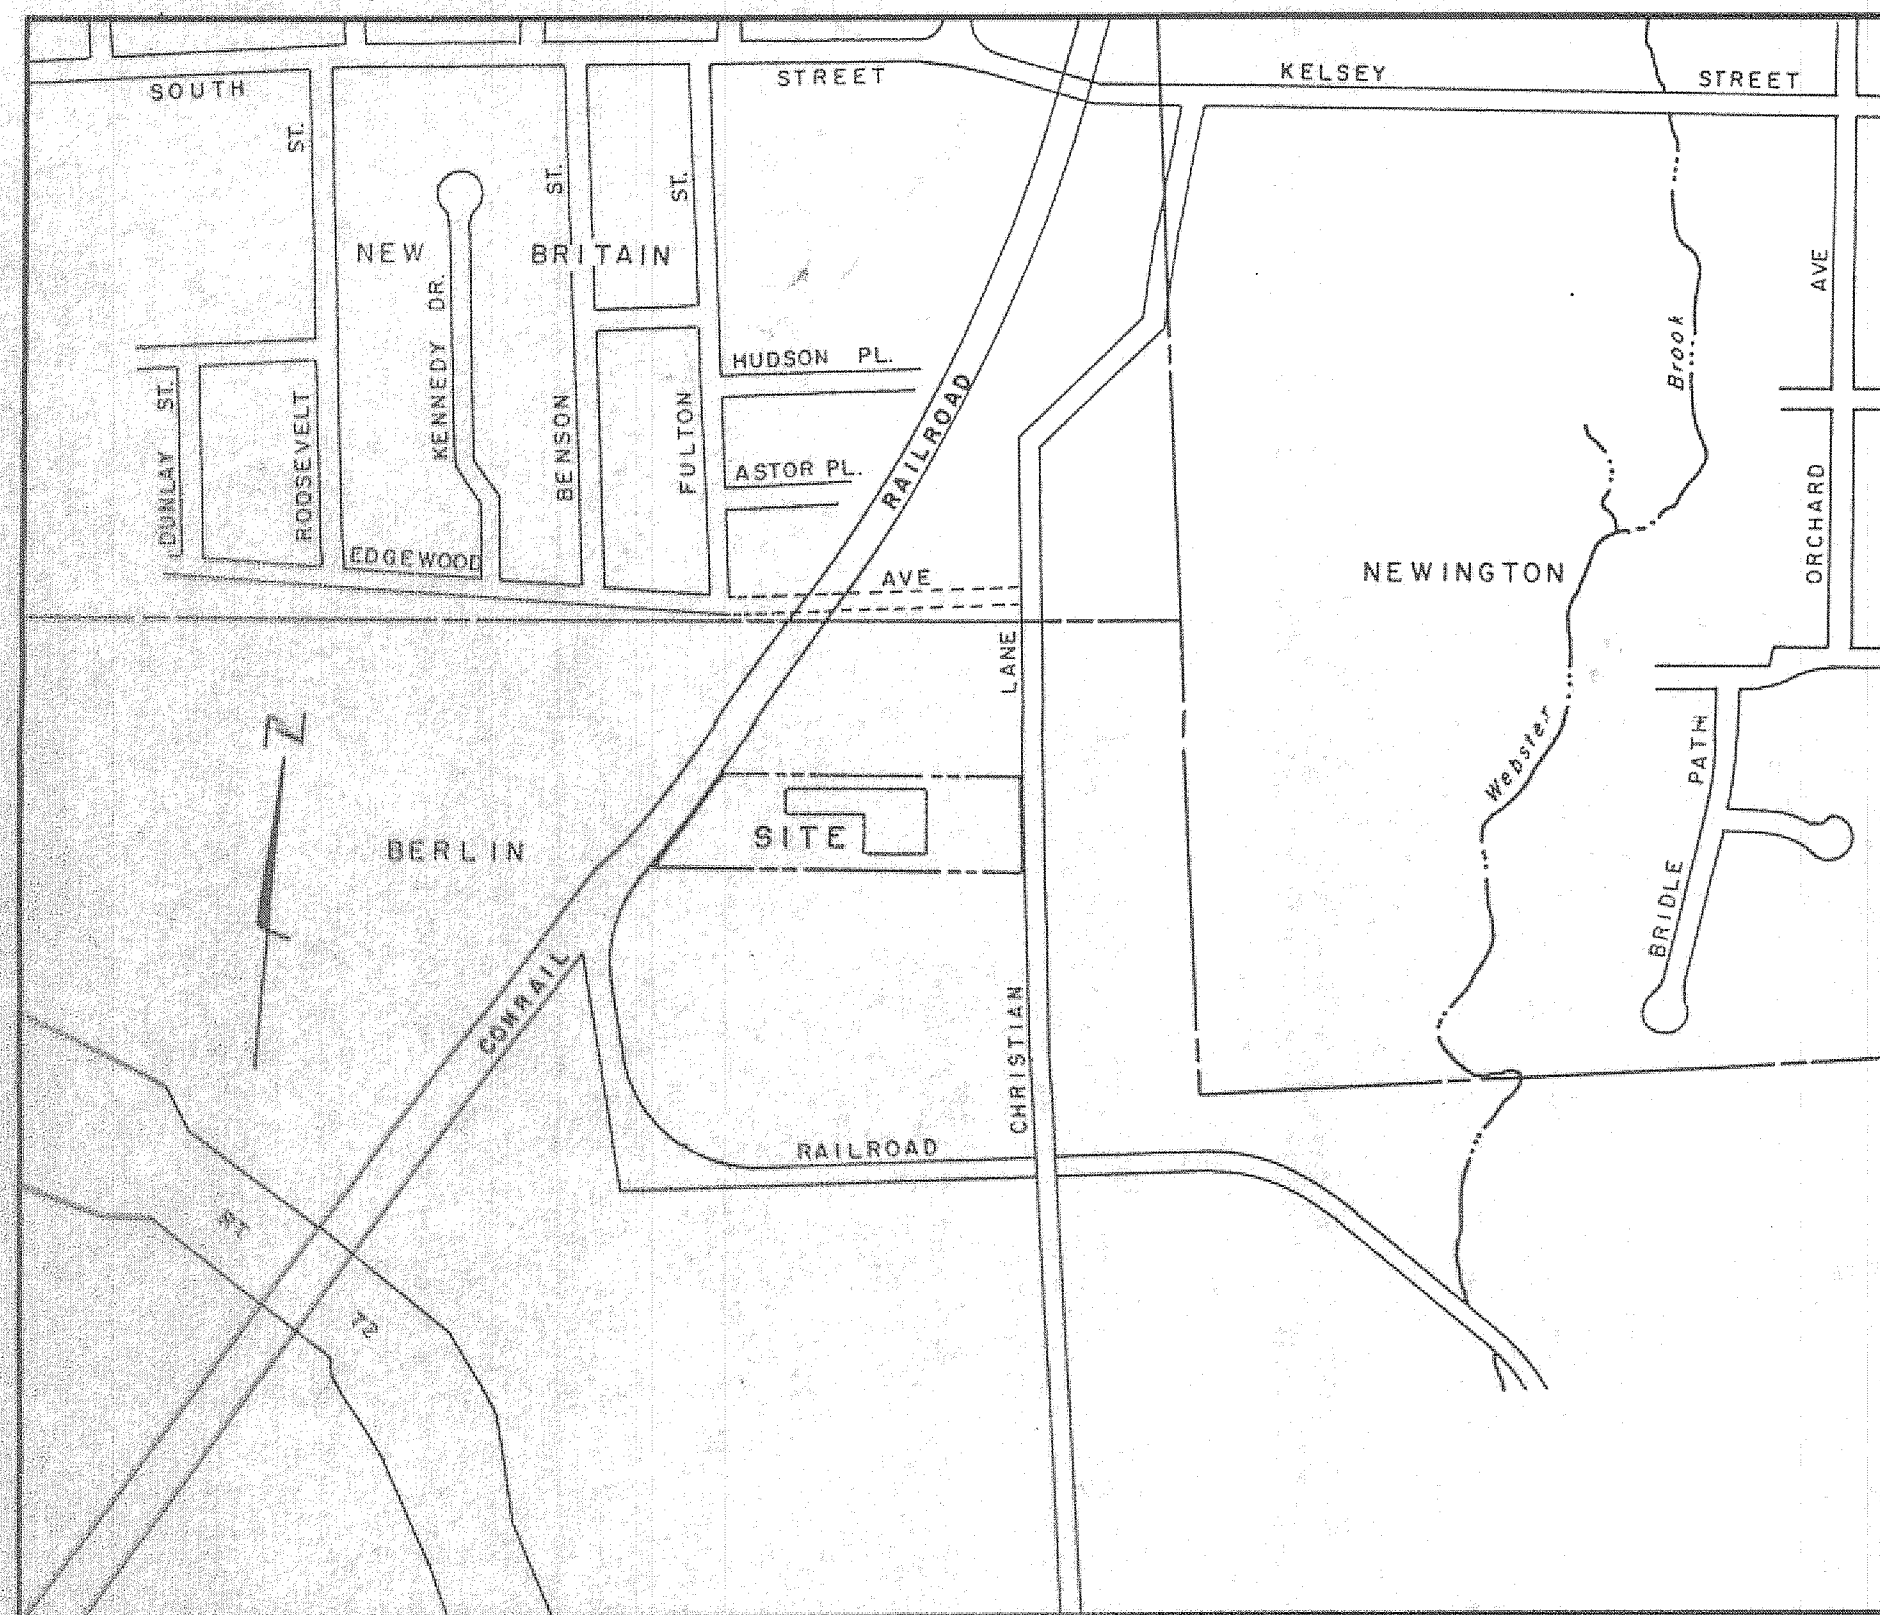 SOUTH STREET
KELSEY STREET
ST.
ST.
ST.
NEW BRITAIN
KENNEDY DR.
HUDSON PL.
ASTOR PL.
DUNLAY ST.
ROOSEVELT
BENSON
FULTON
EDGEWOOD AVE
RAILROAD
Brook
AVE
ORCHARD
NEWINGTON
LANE
N
Webster
PATH
BRIDLE
BERLIN
SITE
CONRAIL
CHRISTIAN
RAILROAD
RT
72